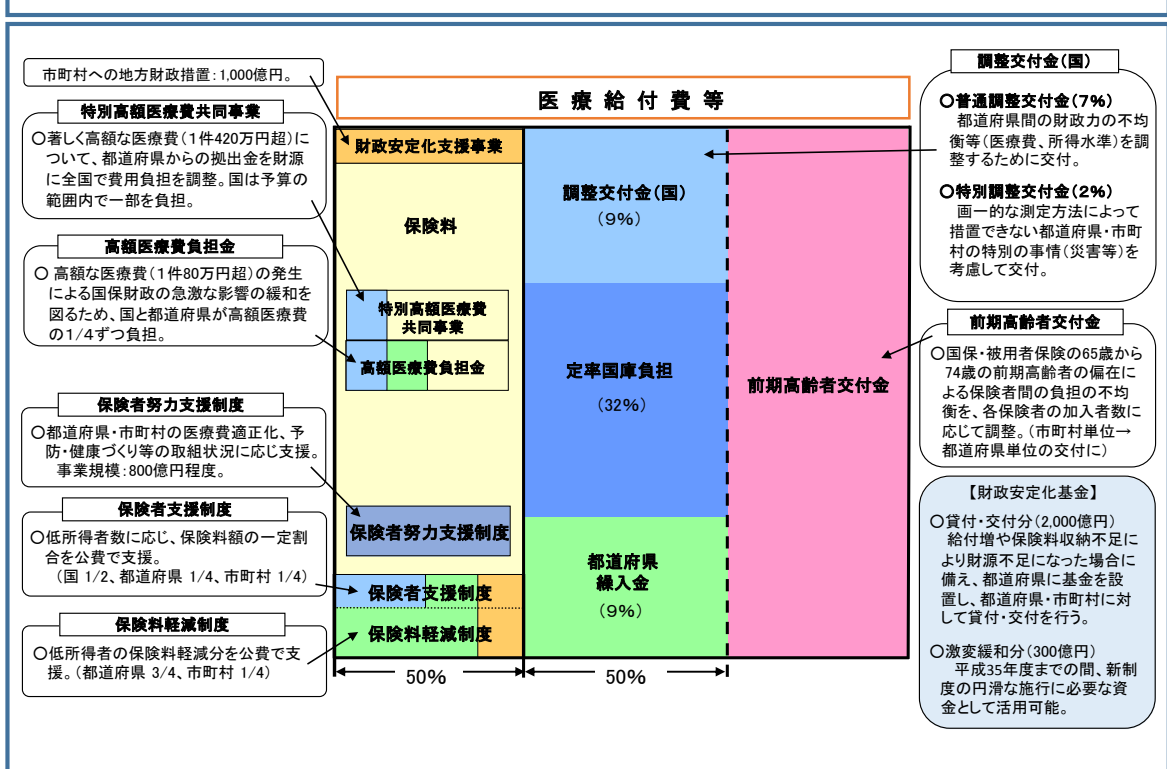 市町村への地方財政措置：1,000億円。
特別高額医療費共同事業
○著しく高額な医療費（1件420万円超）に
ついて、都道府県からの拠出金を財源
に全国で費用負担を調整。国は予算の
範囲内で一部を負担。
高額医療費負担金
○ 高額な医療費（1件80万円超）の発生
による国保財政の急激な影響の緩和を
図るため、国と都道府県が高額医療費
の1/4ずつ負担。
保険者努力支援制度
○都道府県・市町村の医療費適正化、予
防・健康づくり等の取組状況に応じ支援。
事業規模：800億円程度。
保険者支援制度
○低所得者数に応じ、保険料額の一定割
合を公費で支援。
（国 1/2、都道府県 1/4、市町村 1/4）
保険料軽減制度
○低所得者の保険料軽減分を公費で支
援。（都道府県 3/4、市町村 1/4）
医 療 給 付 費 等
財政安定化支援事業
保険料
特別高額医療費
共同事業
高額医療費負担金
保険者努力支援制度
保険者支援制度
保険料軽減制度
50%
調整交付金（国）
（9%）
定率国庫負担
（32%）
都道府県
繰入金
（9%）
50%
前期高齢者交付金
調整交付金（国）
○普通調整交付金（7%）
都道府県間の財政力の不均
衡等（医療費、所得水準）を調
整するために交付。
○特別調整交付金（2%）
画一的な測定方法によって
措置できない都道府県・市町
村の特別の事情（災害等）を
考慮して交付。
前期高齢者交付金
○国保・被用者保険の65歳から
74歳の前期高齢者の偏在に
よる保険者間の負担の不均
衡を、各保険者の加入者数に
応じて調整。（市町村単位→
都道府県単位の交付に）
【財政安定化基金】
○貸付・交付分（2,000億円）
給付増や保険料収納不足に
より財源不足になった場合に
備え、都道府県に基金を設
置し、都道府県・市町村に対
して貸付・交付を行う。
○激変緩和分（300億円）
平成35年度までの間、新制
度の円滑な施行に必要な資
金として活用可能。